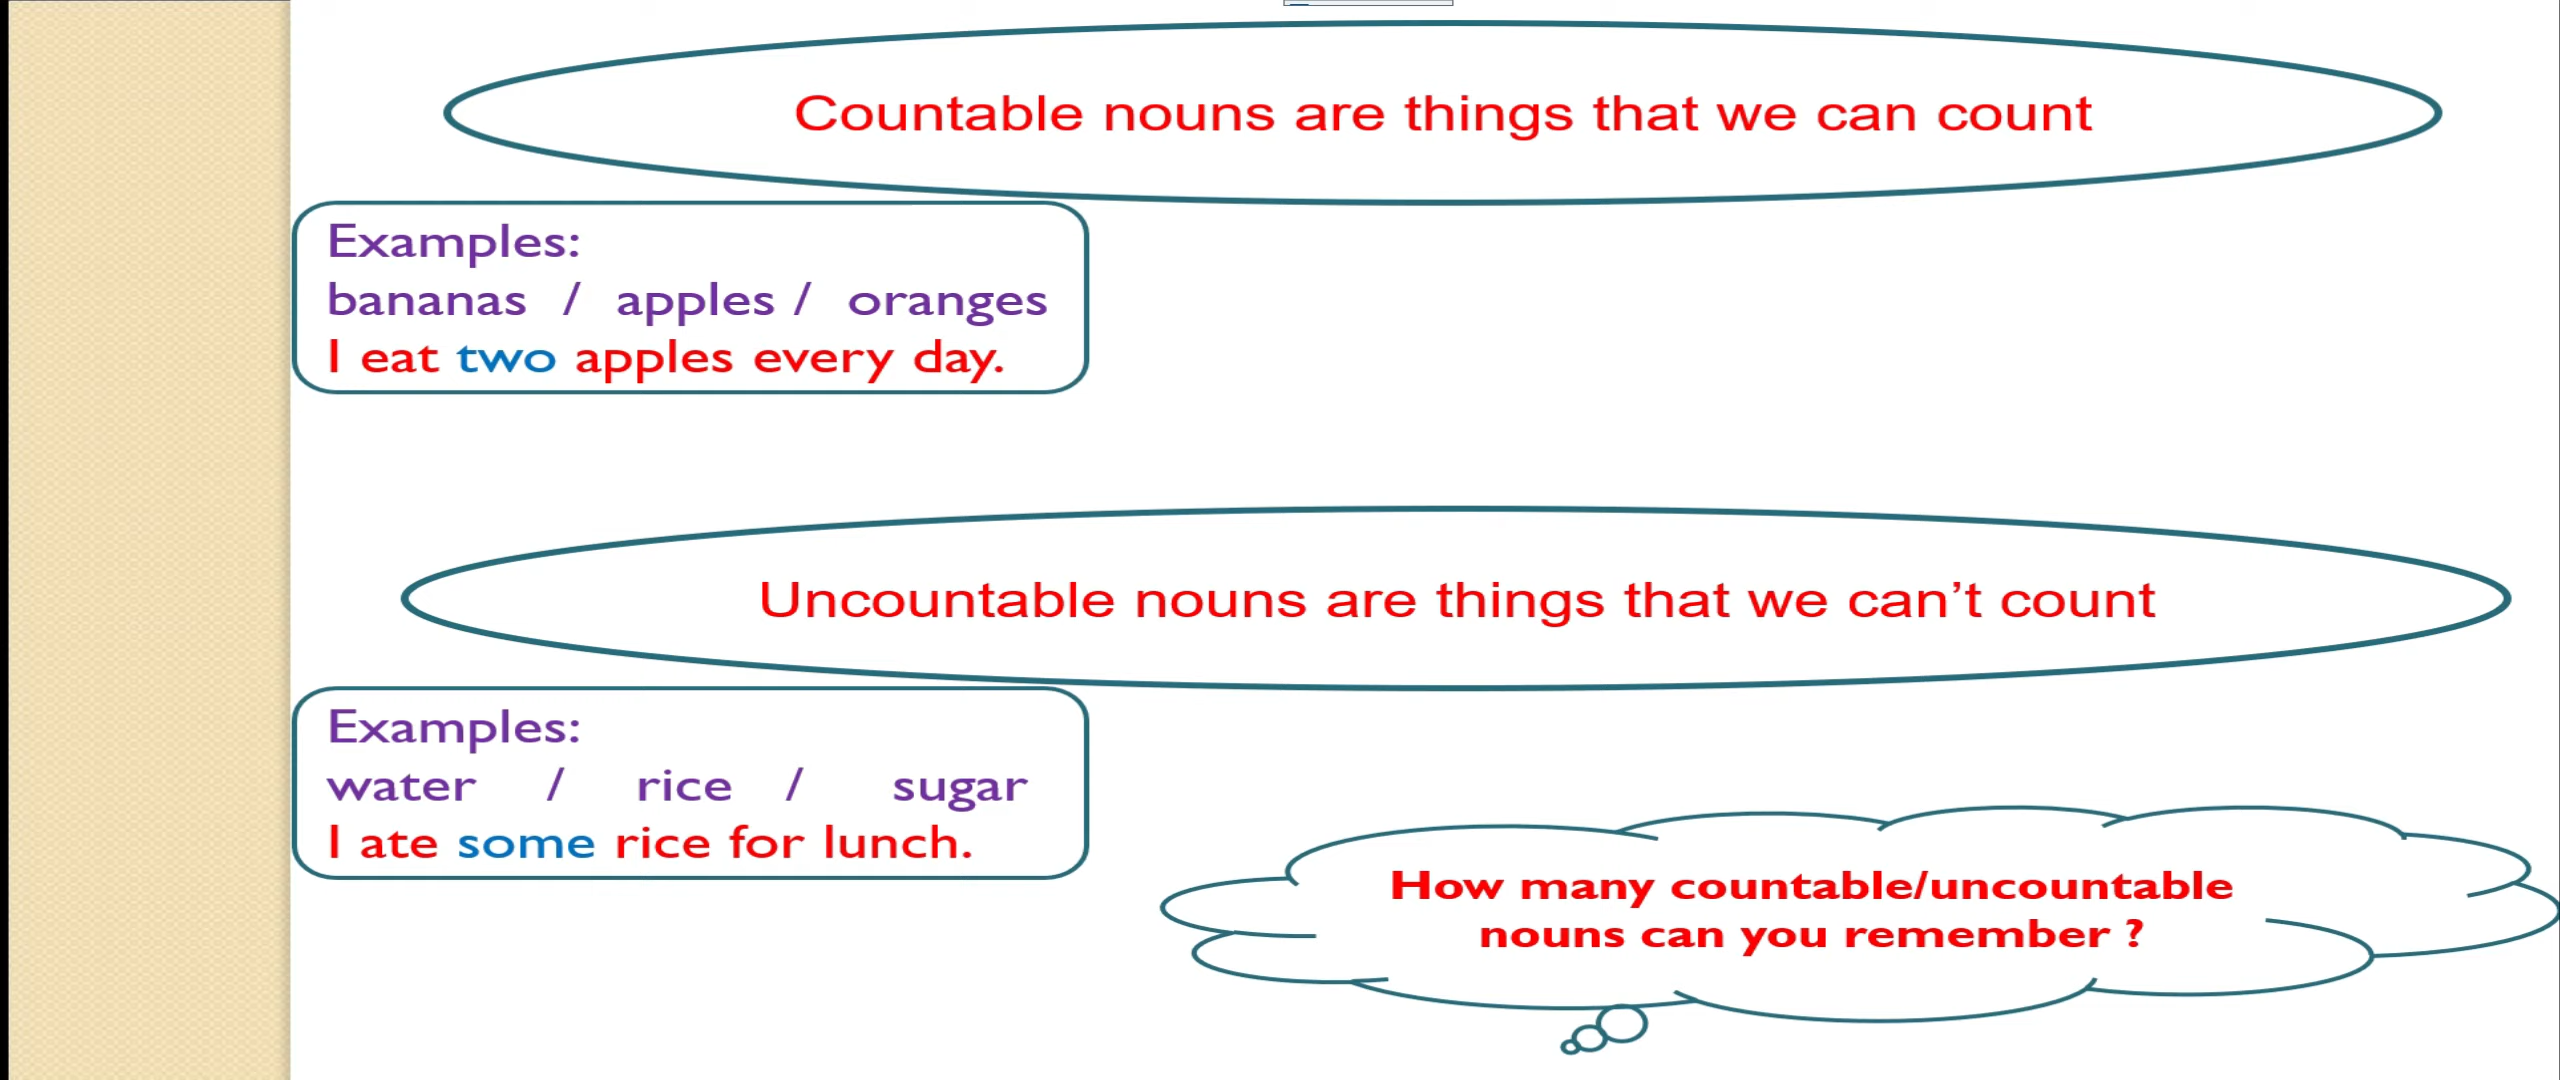 Countable nouns are things that we can count
Examples:
bananas / apples / oranges
I eat two apples every day.
Uncountable nouns are things that we can’t count
Examples:
water / rice / sugar
I ate some rice for lunch.
How many countable/uncountable
nouns can you remember ?